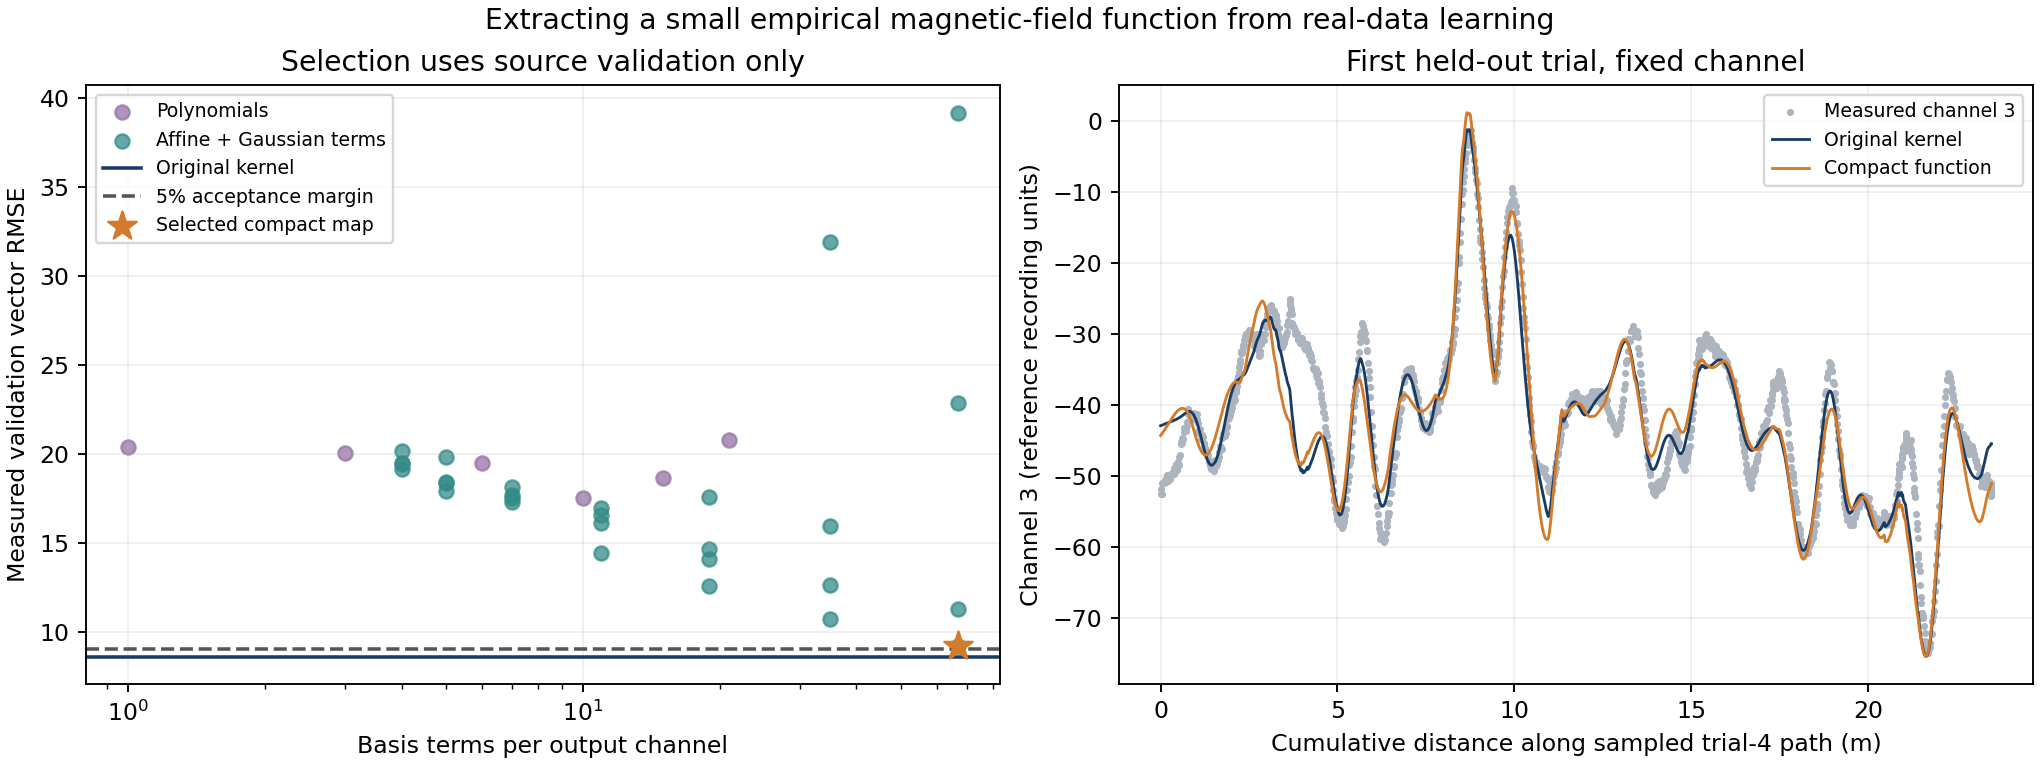 Extracting a small empirical magnetic-field function from real-data learning
Selection uses source validation only
Measured validation vector RMSE
40
35
30
25
20
15
10
Polynomials
Affine + Gaussian terms
Original kernel
5% acceptance margin
Selected compact map
10⁰
10¹
Basis terms per output channel
First held-out trial, fixed channel
Channel 3 (reference recording units)
0
−10
−20
−30
−40
−50
−60
−70
Measured channel 3
Original kernel
Compact function
0
5
10
15
20
Cumulative distance along sampled trial-4 path (m)